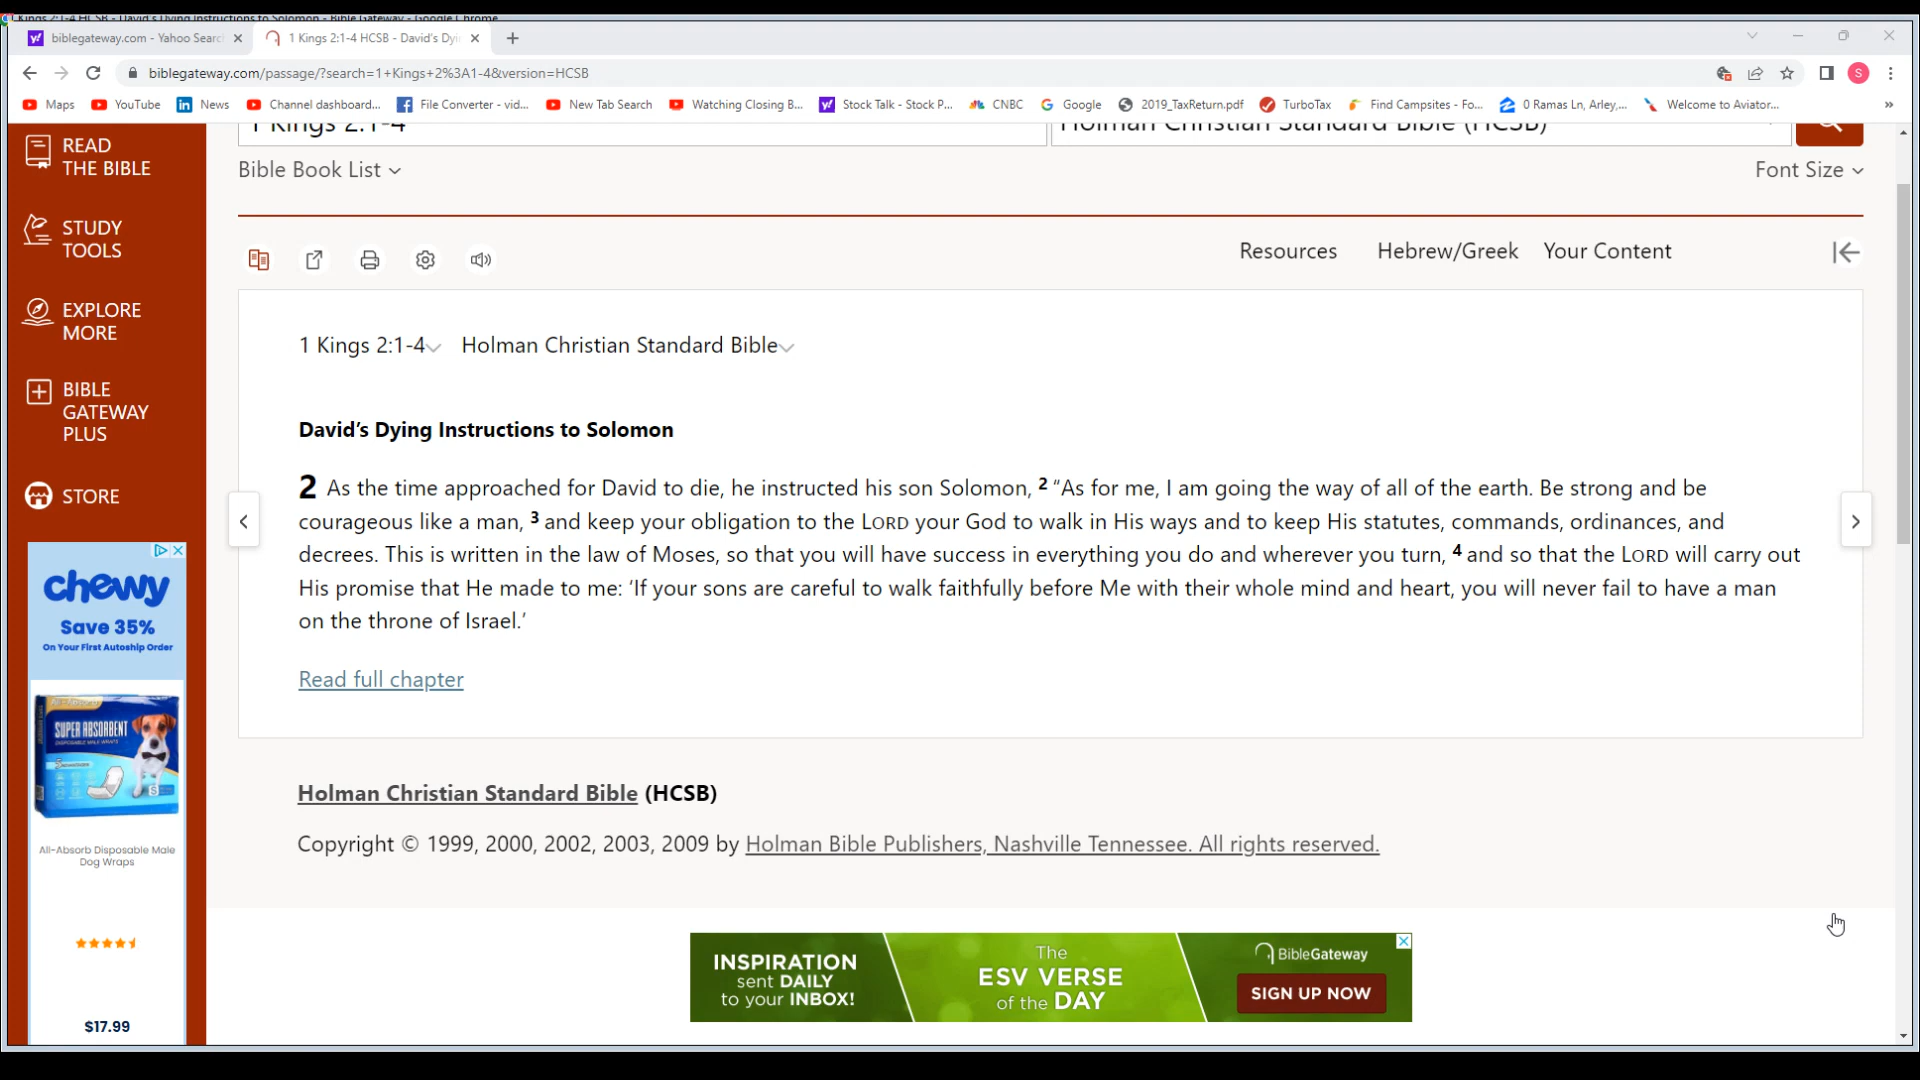 1 Kings 2:1-4 HCSB - David's Dying Instructions to Solomon - Bible Gateway - Google Chrome
biblegateway.com - Yahoo Searc
1 Kings 2:1-4 HCSB - David's Dyi
biblegateway.com/passage/?search=1+Kings+2%3A1-4&version=HCSB
S
Maps YouTube News Channel dashboard... File Converter - vid... New Tab Search Watching Closing B... Stock Talk - Stock P... CNBC Google 2019_TaxReturn.pdf TurboTax Find Campsites - Fo... 0 Ramas Ln, Arley,... Welcome to Aviator... »
1 Kings 2:1-4
Holman Christian Standard Bible (HCSB)
Bible Book List
Font Size
READ
THE BIBLE
STUDY
TOOLS
EXPLORE
MORE
BIBLE
GATEWAY
PLUS
STORE
Resources Hebrew/Greek Your Content
1 Kings 2:1-4 Holman Christian Standard Bible
David’s Dying Instructions to Solomon
2 As the time approached for David to die, he instructed his son Solomon, 2 “As for me, I am going the way of all of the earth. Be strong and be
courageous like a man, 3 and keep your obligation to the LORD your God to walk in His ways and to keep His statutes, commands, ordinances, and
decrees. This is written in the law of Moses, so that you will have success in everything you do and wherever you turn, 4 and so that the LORD will carry out
His promise that He made to me: ‘If your sons are careful to walk faithfully before Me with their whole mind and heart, you will never fail to have a man
on the throne of Israel.’
Read full chapter
Holman Christian Standard Bible (HCSB)
Copyright © 1999, 2000, 2002, 2003, 2009 by Holman Bible Publishers, Nashville Tennessee. All rights reserved.
chewy
Save 35%
On Your First Autoship Order
SUPER ABSORBENT
DISPOSABLE MALE WRAPS
S
All-Absorb Disposable Male
Dog Wraps
$17.99
INSPIRATION
sent DAILY
to your INBOX!
The
ESV VERSE
of the DAY
BibleGateway
SIGN UP NOW